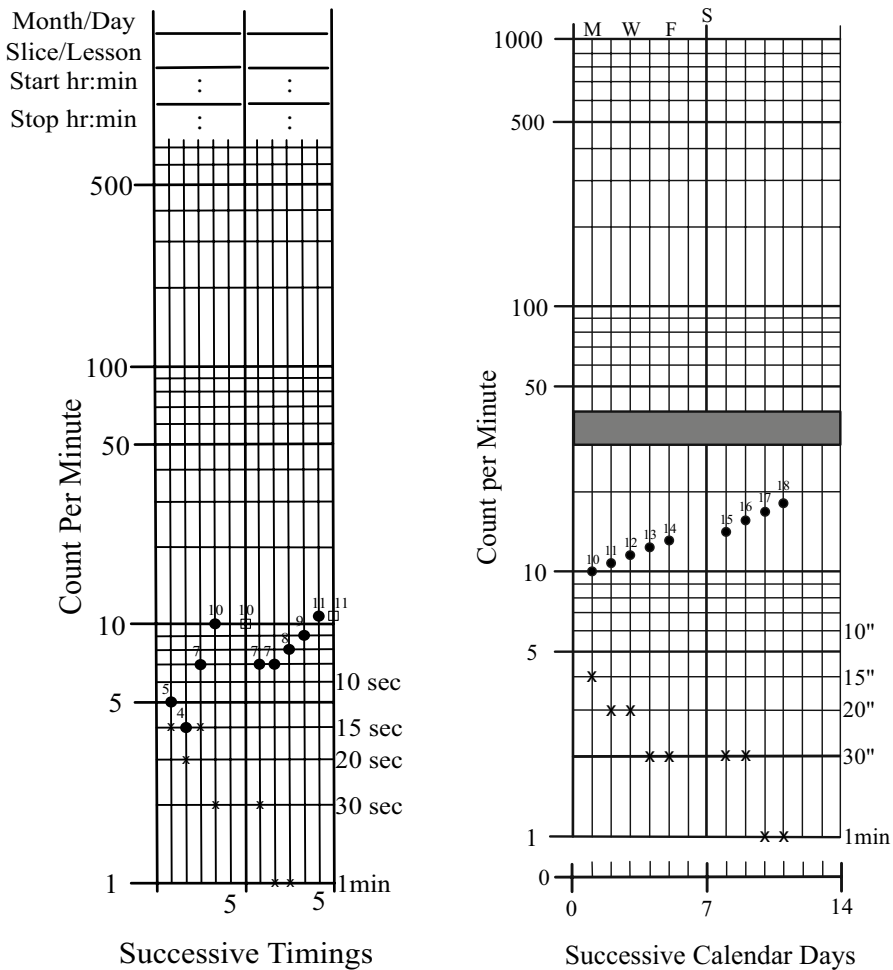 Month/Day
Slice/Lesson
Start hr:min
: :
Stop hr:min
: :
500
100
50
10
5
1
Count Per Minute
10 sec
15 sec
20 sec
30 sec
1min
5
4
7
10
10
7
7
8
9
11
11
5 5
Successive Timings
M W F S
1000
500
100
50
10
5
1
0
Count per Minute
10
11
12
13
14
15
16
17
18
10"
15"
20"
30"
1min
0 7 14
Successive Calendar Days